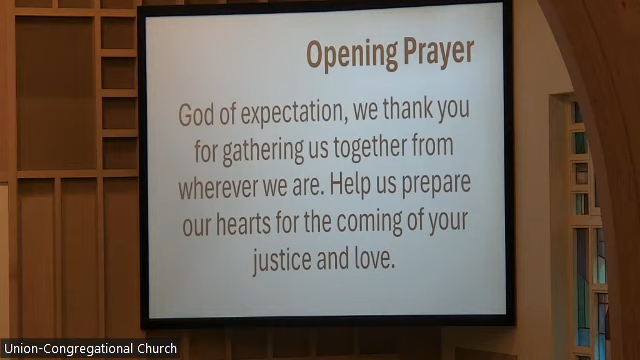 Opening Prayer
God of expectation, we thank you
for gathering us together from
wherever we are. Help us prepare
our hearts for the coming of your
justice and love.
Union-Congregational Church